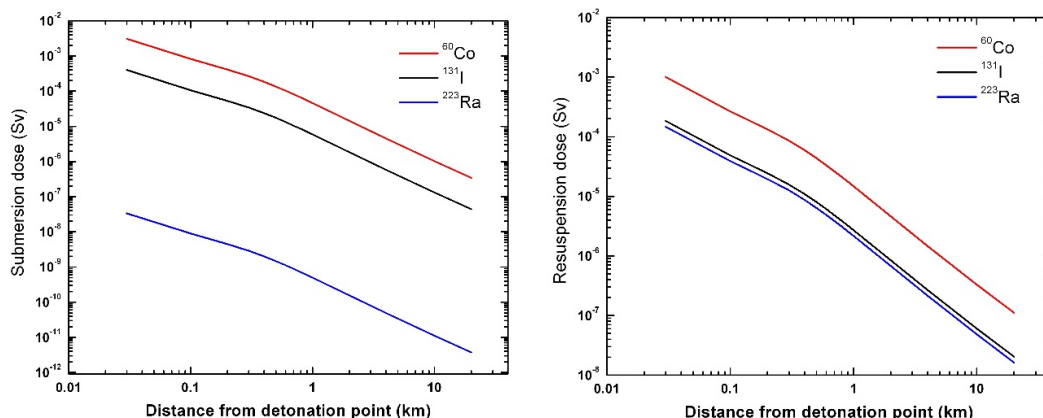 10⁻²
10⁻³
10⁻⁴
10⁻⁵
10⁻⁶
10⁻⁷
10⁻⁸
10⁻⁹
10⁻¹⁰
10⁻¹¹
10⁻¹²
Submersion dose (Sv)
⁶⁰Co
¹³¹I
²²³Ra
0.01 0.1 1 10
Distance from detonation point (km)
10⁻²
10⁻³
10⁻⁴
10⁻⁵
10⁻⁶
10⁻⁷
10⁻⁸
Resuspension dose (Sv)
⁶⁰Co
¹³¹I
²²³Ra
0.01 0.1 1 10
Distance from detonation point (km)